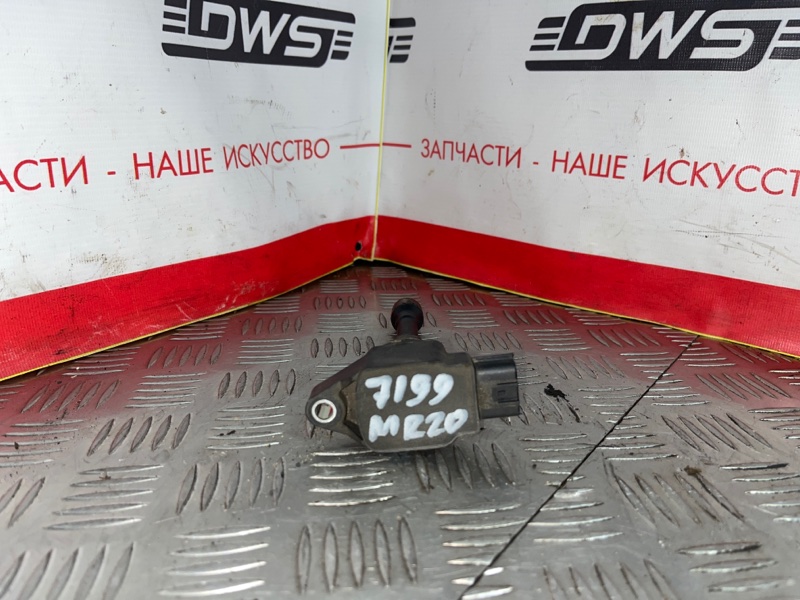 DWS
DWS
АСТИ - НАШЕ ИСКУССТВО
ЗАПЧАСТИ - НАШЕ ИСКУССТ
7199
MR20